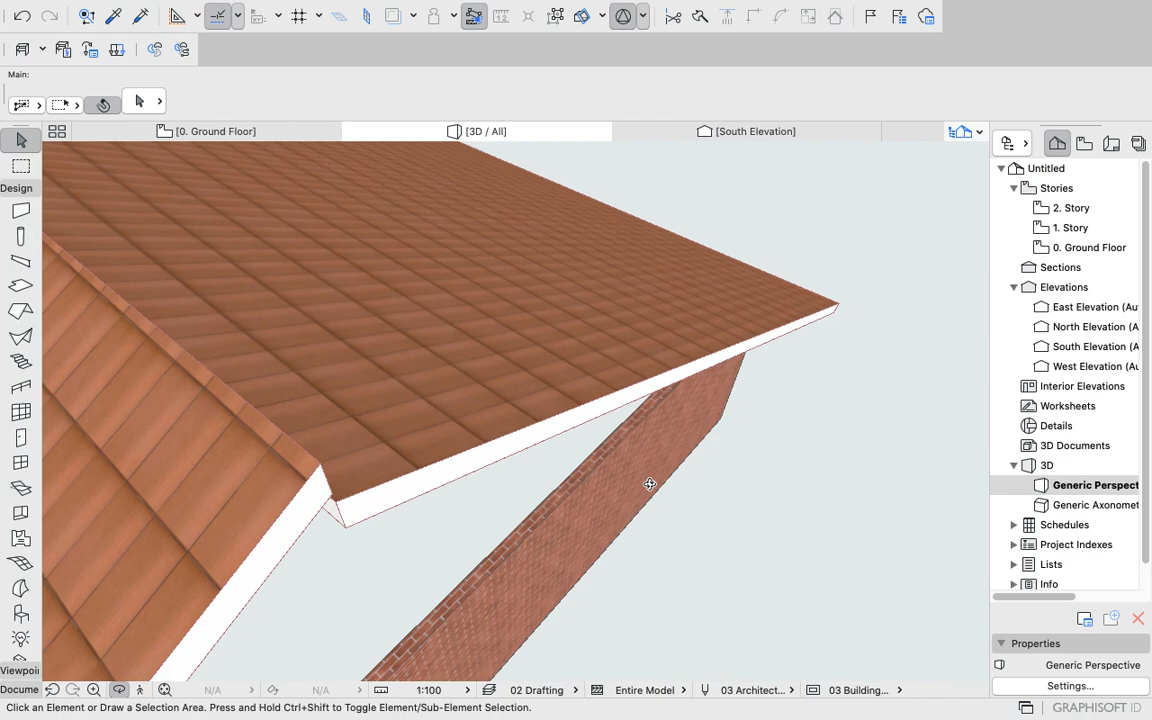 Main:
[0. Ground Floor]
[3D / All]
[South Elevation]
Design
Untitled
Stories
2. Story
1. Story
0. Ground Floor
Sections
Elevations
East Elevation (Au
North Elevation (A
South Elevation (A
West Elevation (Au
Interior Elevations
Worksheets
Details
3D Documents
3D
Generic Perspect
Generic Axonomet
Schedules
Project Indexes
Lists
Info
Properties
Generic Perspective
Settings...
Viewpoi
Docume
N/A
N/A
1:100
02 Drafting
Entire Model
03 Architect...
03 Building...
Click an Element or Draw a Selection Area. Press and Hold Ctrl+Shift to Toggle Element/Sub-Element Selection.
GRAPHISOFT ID